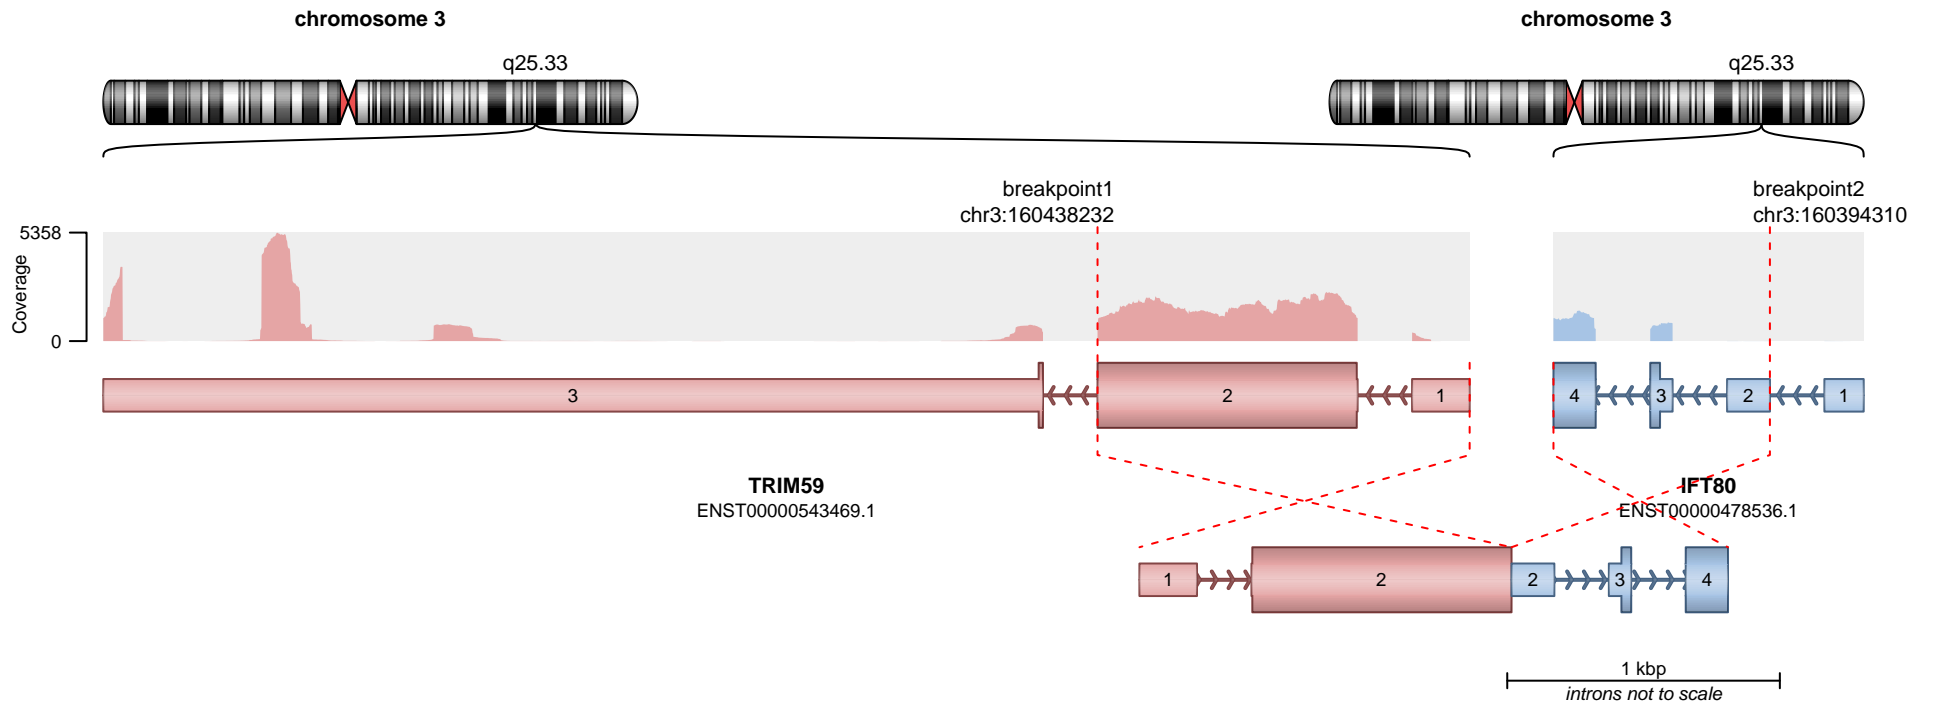 chromosome 3
chromosome 3
q25.33
q25.33
breakpoint1
chr3:160438232
breakpoint2
chr3:160394310
5358
Coverage
0
3
2
1
4
3
2
1
TRIM59
ENST00000543469.1
IFT80
ENST00000478536.1
1
2
2
3
4
1 kbp
introns not to scale